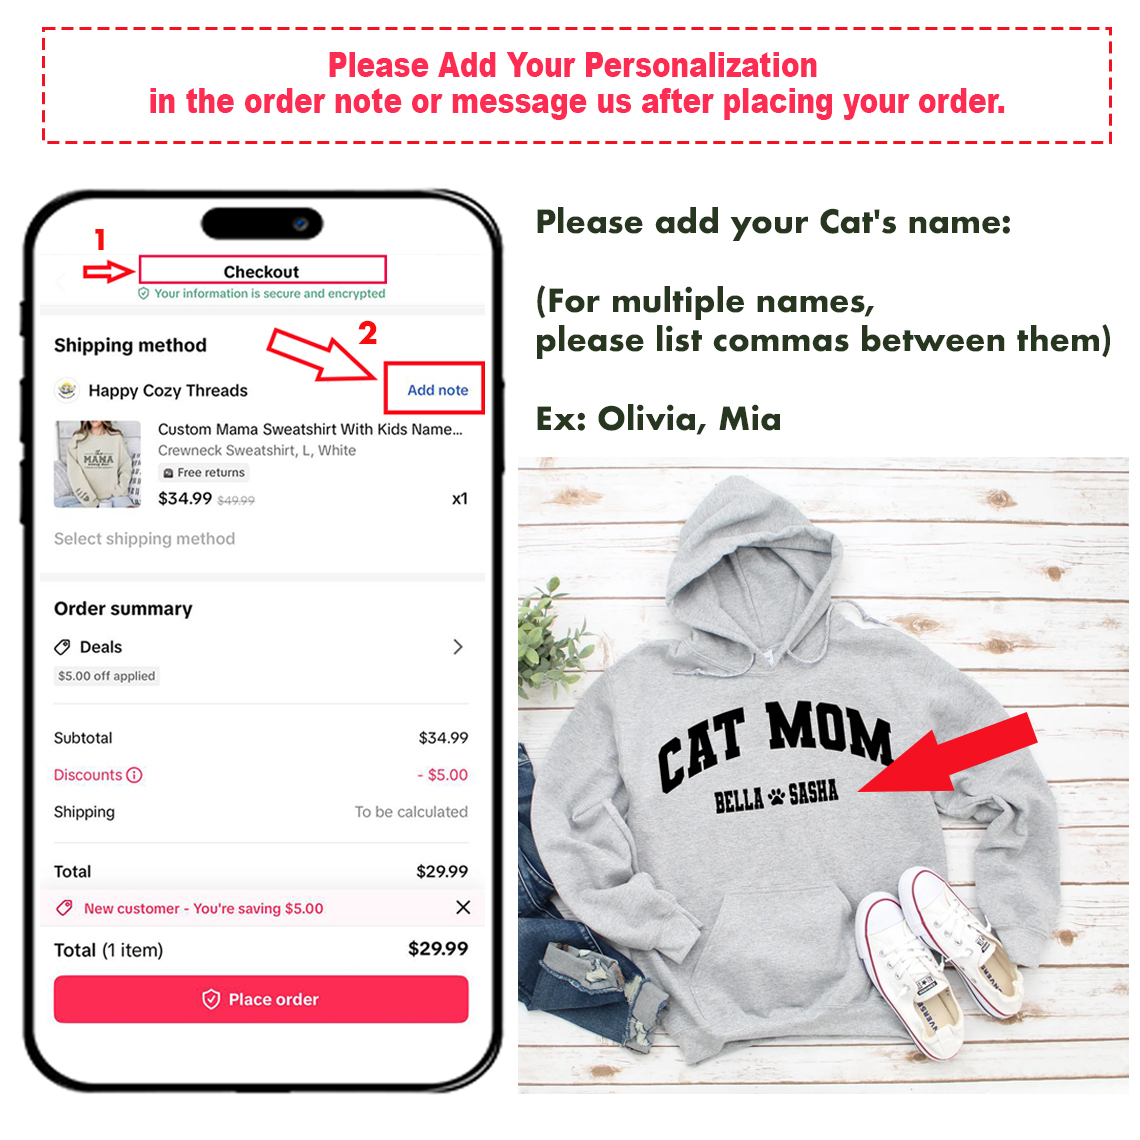 Please Add Your Personalization
in the order note or message us after placing your order.
1
Checkout
Your information is secure and encrypted
2
Shipping method
Happy Cozy Threads
Add note
MAMA
Custom Mama Sweatshirt With Kids Name...
Crewneck Sweatshirt, L, White
Free returns
$34.99 $49.99
x1
Select shipping method
Order summary
Deals
$5.00 off applied
Subtotal
$34.99
Discounts
- $5.00
Shipping
To be calculated
Total
$29.99
New customer - You're saving $5.00
Total (1 item)
$29.99
Place order
Please add your Cat's name:
(For multiple names,
please list commas between them)
Ex: Olivia, Mia
CAT MOM
BELLA SASHA